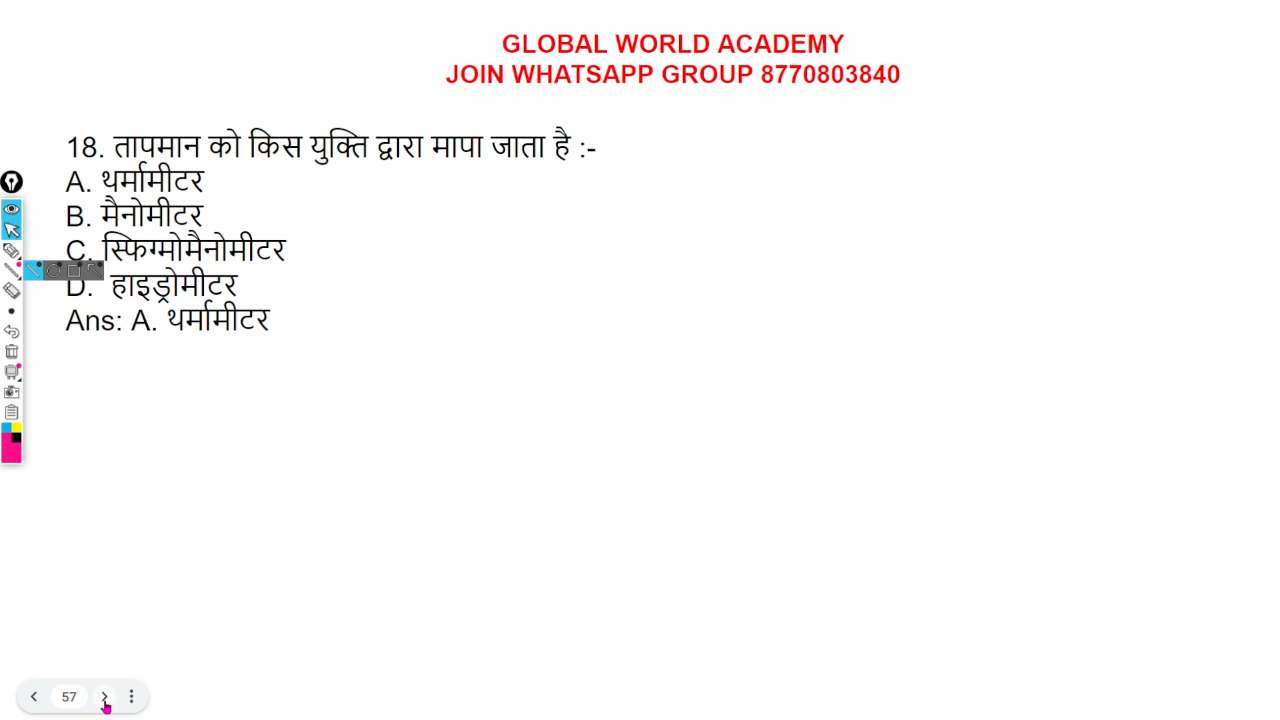 GLOBAL WORLD ACADEMY
JOIN WHATSAPP GROUP 8770803840
18. तापमान को किस युक्ति द्वारा मापा जाता है :-
A. थर्मामीटर
B. मैनोमीटर
C. स्फिग्मोमैनोमीटर
D. हाइड्रोमीटर
Ans: A. थर्मामीटर
57